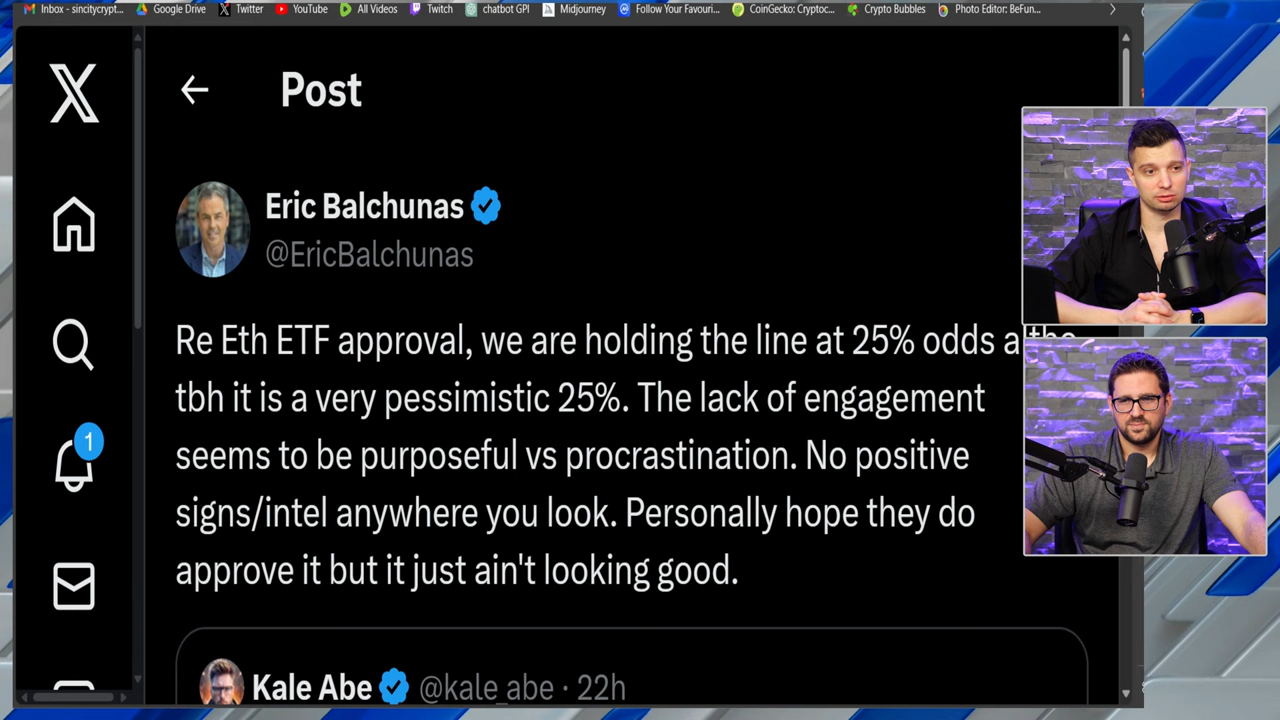 Inbox - sincitycrypt... Google Drive Twitter YouTube All Videos Twitch chatbot GPI Midjourney Follow Your Favouri... CoinGecko: Cryptoc... Crypto Bubbles Photo Editor: BeFun...
Post
Eric Balchunas
@EricBalchunas
Re Eth ETF approval, we are holding the line at 25% odds altho
tbh it is a very pessimistic 25%. The lack of engagement
seems to be purposeful vs procrastination. No positive
signs/intel anywhere you look. Personally hope they do
approve it but it just ain't looking good.
1
Kale Abe @kale_abe · 22h